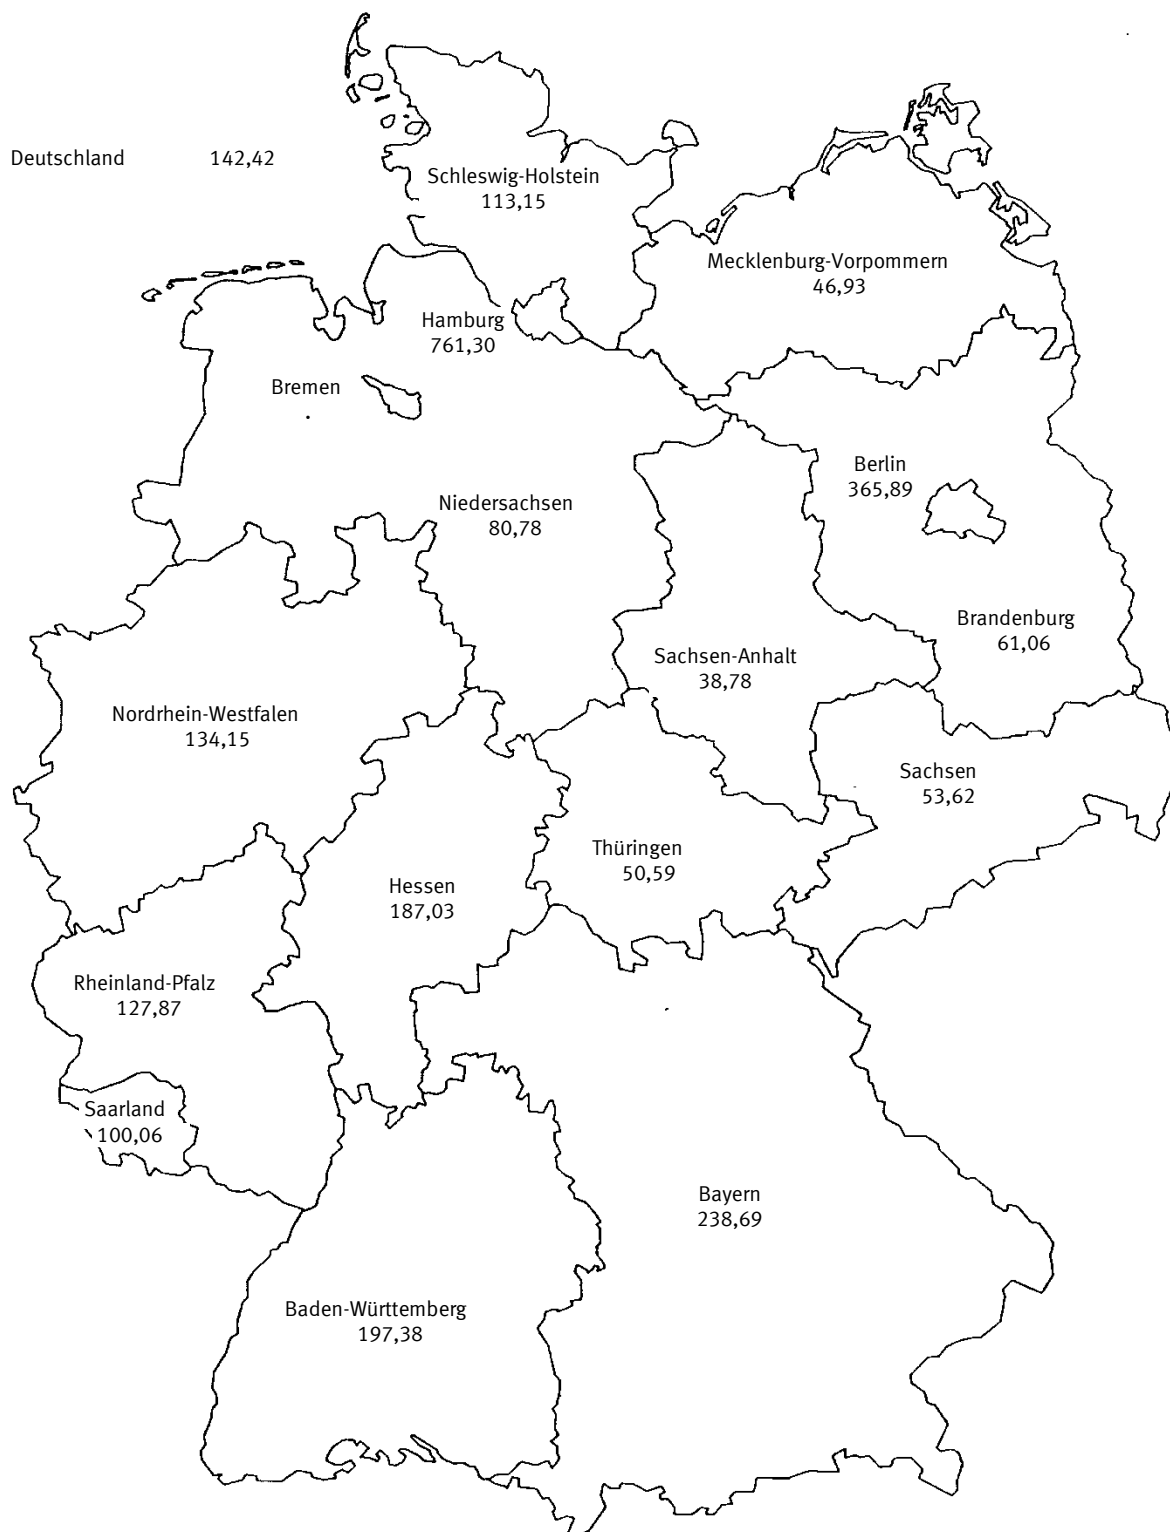 Deutschland 142,42
Schleswig-Holstein
113,15
Mecklenburg-Vorpommern
46,93
Hamburg
761,30
Bremen
.
Berlin
365,89
Niedersachsen
80,78
Brandenburg
61,06
Sachsen-Anhalt
38,78
Nordrhein-Westfalen
134,15
Sachsen
53,62
Thüringen
50,59
Hessen
187,03
Rheinland-Pfalz
127,87
Saarland
100,06
Bayern
238,69
Baden-Württemberg
197,38